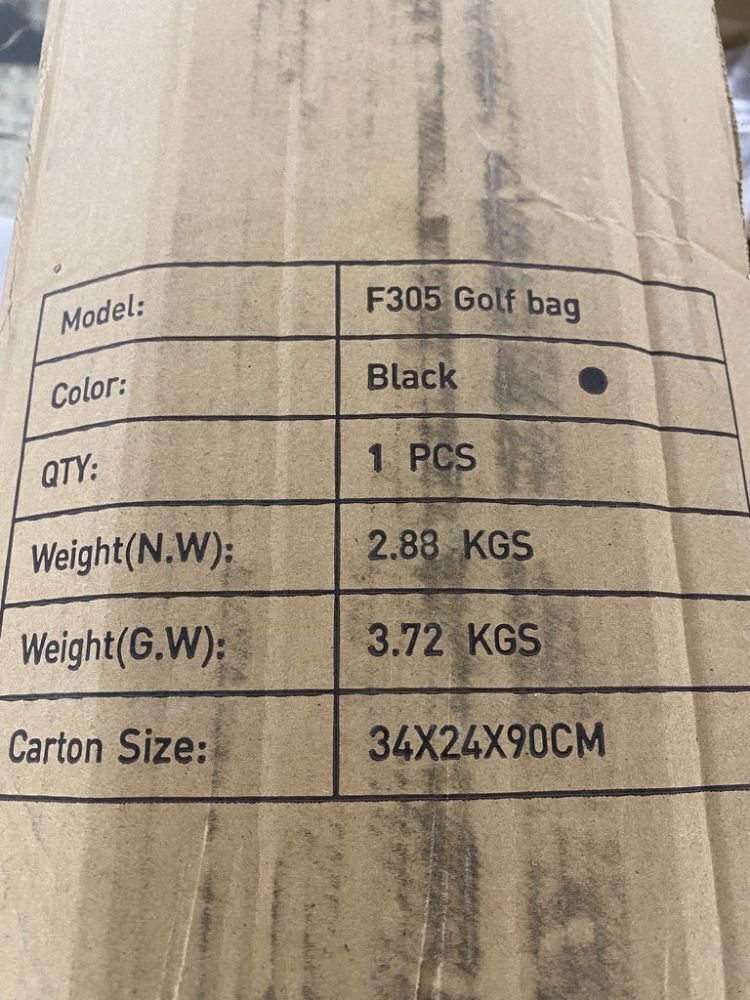 Model: F305 Golf bag
Color: Black
QTY: 1 PCS
Weight(N.W): 2.88 KGS
Weight(G.W): 3.72 KGS
Carton Size: 34X24X90CM